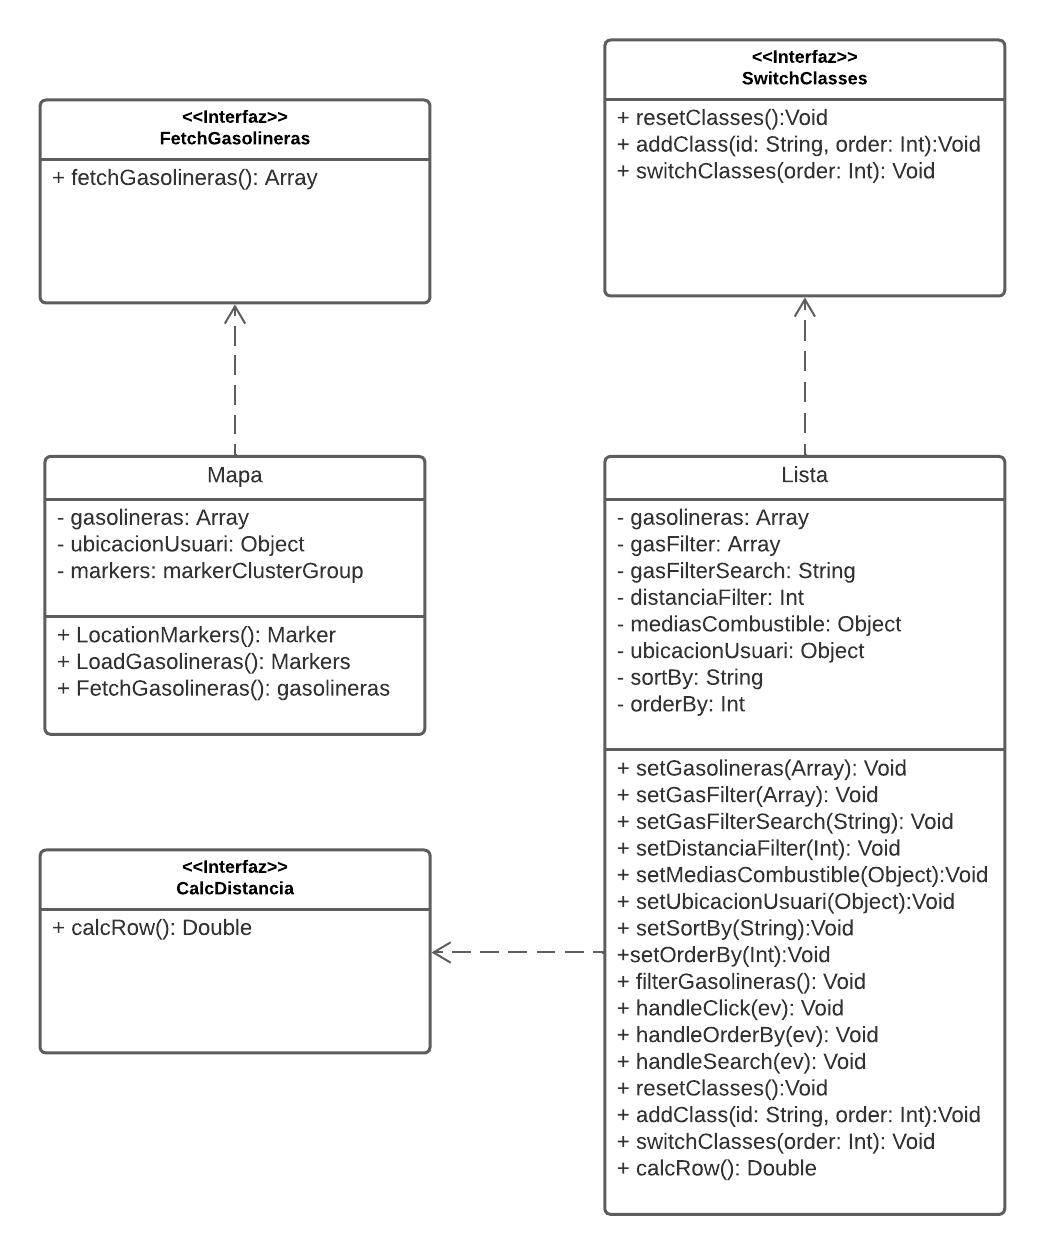 <<Interfaz>>
FetchGasolineras
+ fetchGasolineras(): Array
<<Interfaz>>
SwitchClasses
+ resetClasses():Void
+ addClass(id: String, order: Int):Void
+ switchClasses(order: Int): Void
Mapa
- gasolineras: Array
- ubicacionUsuari: Object
- markers: markerClusterGroup
+ LocationMarkers(): Marker
+ LoadGasolineras(): Markers
+ FetchGasolineras(): gasolineras
Lista
- gasolineras: Array
- gasFilter: Array
- gasFilterSearch: String
- distanciaFilter: Int
- mediasCombustible: Object
- ubicacionUsuari: Object
- sortBy: String
- orderBy: Int
+ setGasolineras(Array): Void
+ setGasFilter(Array): Void
+ setGasFilterSearch(String): Void
+ setDistanciaFilter(Int): Void
+ setMediasCombustible(Object):Void
+ setUbicacionUsuari(Object):Void
+ setSortBy(String):Void
+setOrderBy(Int):Void
+ filterGasolineras(): Void
+ handleClick(ev): Void
+ handleOrderBy(ev): Void
+ handleSearch(ev): Void
+ resetClasses():Void
+ addClass(id: String, order: Int):Void
+ switchClasses(order: Int): Void
+ calcRow(): Double
<<Interfaz>>
CalcDistancia
+ calcRow(): Double